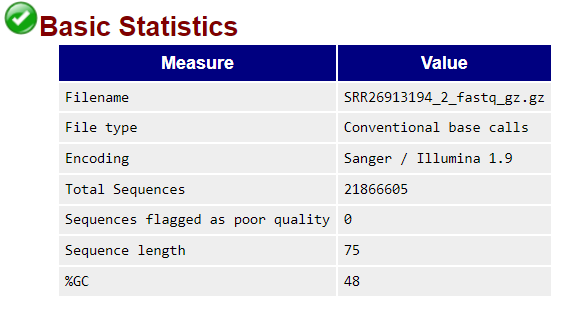 Basic Statistics
Measure Value
Filename SRR26913194_2_fastq_gz.gz
File type Conventional base calls
Encoding Sanger / Illumina 1.9
Total Sequences 21866605
Sequences flagged as poor quality 0
Sequence length 75
%GC 48